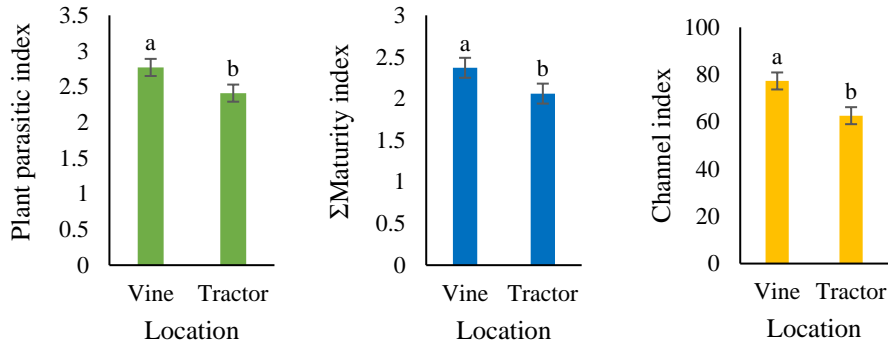 Plant parasitic index
3.5
3
2.5
2
1.5
1
0.5
0
a
b
Vine Tractor
Location
ΣMaturity index
3
2.5
2
1.5
1
0.5
0
a
b
Vine Tractor
Location
Channel index
100
80
60
40
20
0
a
b
Vine Tractor
Location